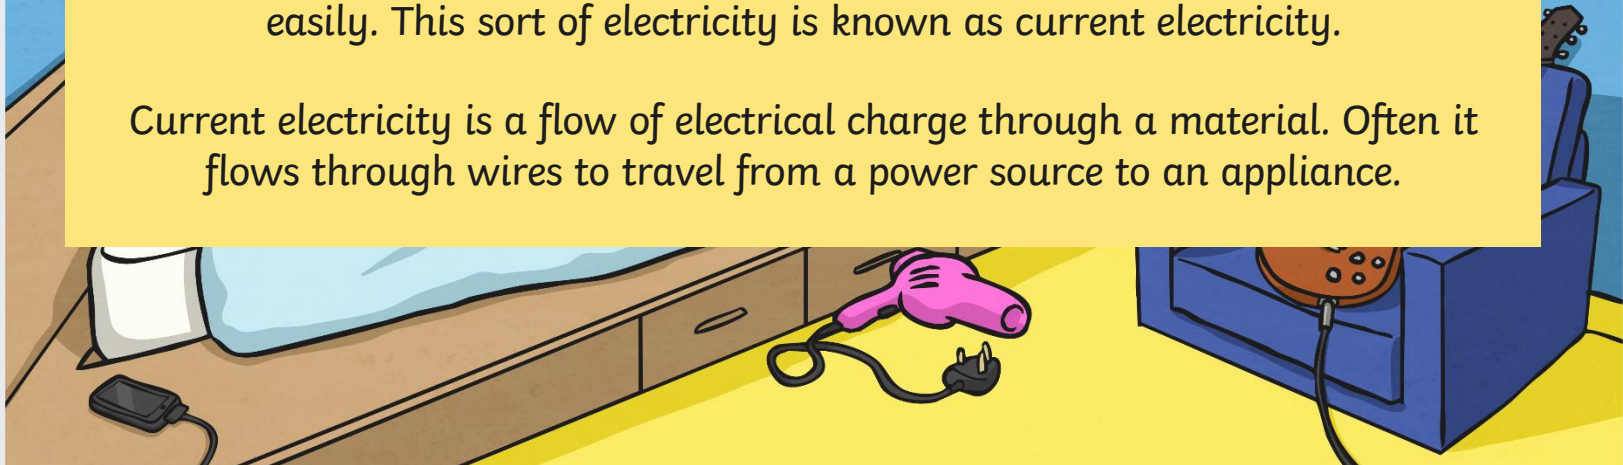 easily. This sort of electricity is known as current electricity.
Current electricity is a flow of electrical charge through a material. Often it
flows through wires to travel from a power source to an appliance.